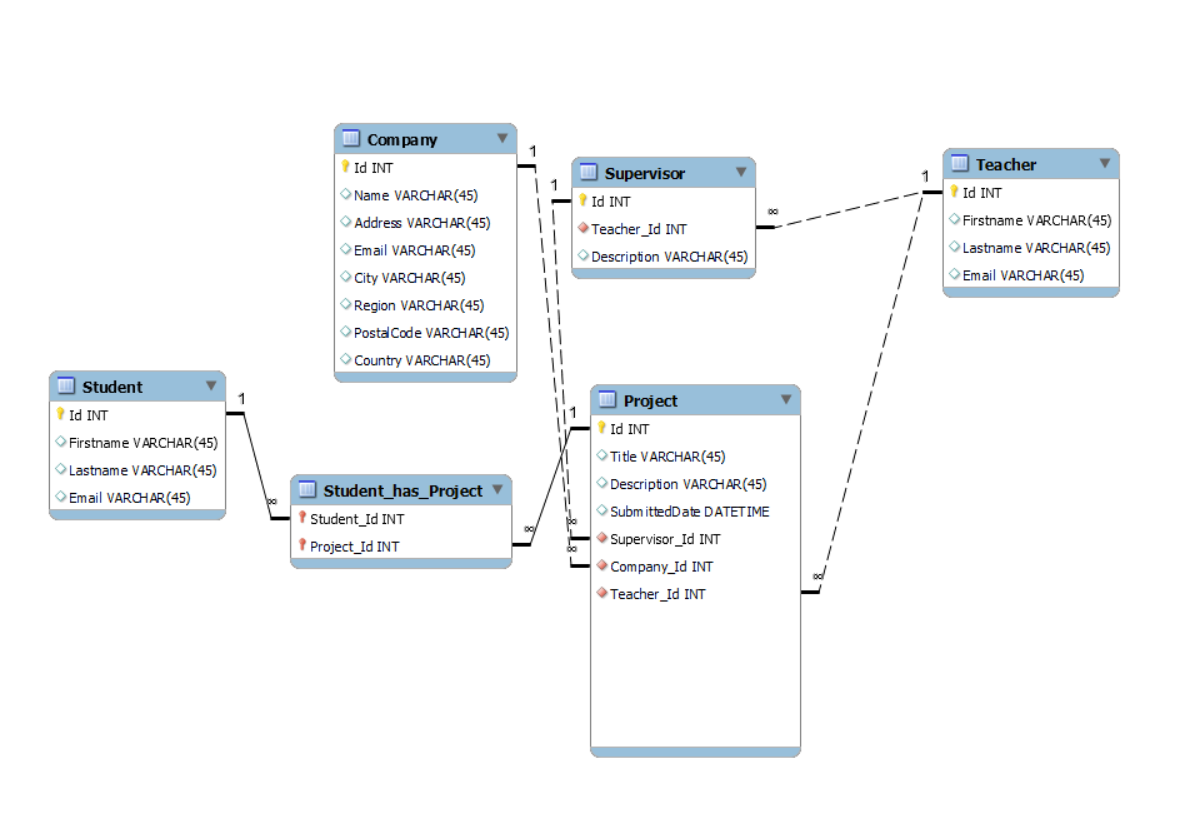 Company
Id INT
Name VARCHAR(45)
Address VARCHAR(45)
Email VARCHAR(45)
City VARCHAR(45)
Region VARCHAR(45)
PostalCode VARCHAR(45)
Country VARCHAR(45)
1
1
Supervisor
Id INT
Teacher_Id INT
Description VARCHAR(45)
∞
1
Teacher
Id INT
Firstname VARCHAR(45)
Lastname VARCHAR(45)
Email VARCHAR(45)
Student
Id INT
Firstname VARCHAR(45)
Lastname VARCHAR(45)
Email VARCHAR(45)
1
∞
Student_has_Project
Student_Id INT
Project_Id INT
∞
1
∞
∞
Project
Id INT
Title VARCHAR(45)
Description VARCHAR(45)
SubmittedDate DATETIME
Supervisor_Id INT
Company_Id INT
Teacher_Id INT
∞